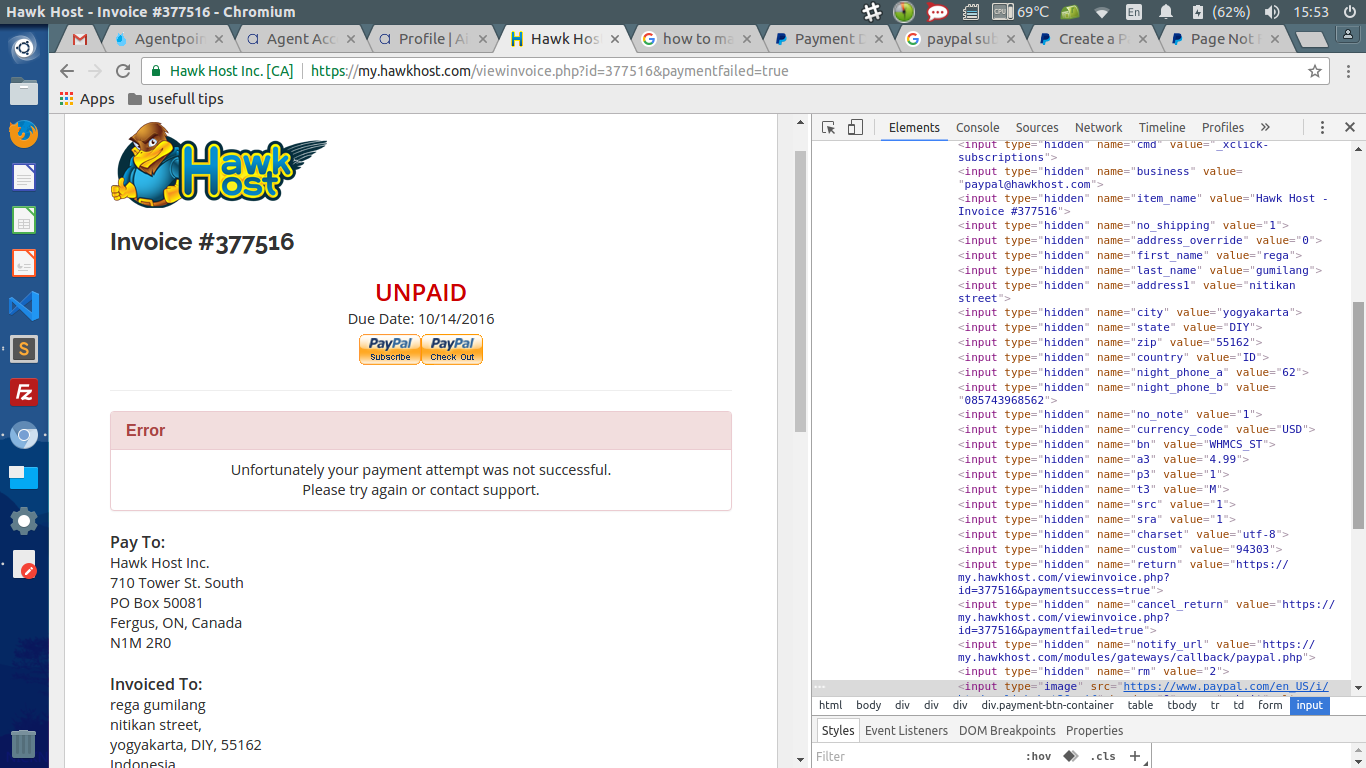 Hawk Host - Invoice #377516 - Chromium
69°C
En
(62%)
15:53
Agentpoin
Agent Acc
Profile | A
Hawk Hos
how to ma
Payment D
paypal sub
Create a P
Page Not F
Hawk Host Inc. [CA]
https://my.hawkhost.com/viewinvoice.php?id=377516&paymentfailed=true
Apps
usefull tips
Hawk
Host
Invoice #377516
UNPAID
Due Date: 10/14/2016
PayPal
Subscribe
PayPal
Check Out
Error
Unfortunately your payment attempt was not successful.
Please try again or contact support.
Pay To:
Hawk Host Inc.
710 Tower St. South
PO Box 50081
Fergus, ON, Canada
N1M 2R0
Invoiced To:
rega gumilang
nitikan street,
yogyakarta, DIY, 55162
Indonesia
Elements Console Sources Network Timeline Profiles »
<input type="hidden" name="cmd" value="_xclick-
subscriptions">
<input type="hidden" name="business" value=
"paypal@hawkhost.com">
<input type="hidden" name="item_name" value="Hawk Host -
Invoice #377516">
<input type="hidden" name="no_shipping" value="1">
<input type="hidden" name="address_override" value="0">
<input type="hidden" name="first_name" value="rega">
<input type="hidden" name="last_name" value="gumilang">
<input type="hidden" name="address1" value="nitikan
street">
<input type="hidden" name="city" value="yogyakarta">
<input type="hidden" name="state" value="DIY">
<input type="hidden" name="zip" value="55162">
<input type="hidden" name="country" value="ID">
<input type="hidden" name="night_phone_a" value="62">
<input type="hidden" name="night_phone_b" value=
"085743968562">
<input type="hidden" name="no_note" value="1">
<input type="hidden" name="currency_code" value="USD">
<input type="hidden" name="bn" value="WHMCS_ST">
<input type="hidden" name="a3" value="4.99">
<input type="hidden" name="p3" value="1">
<input type="hidden" name="t3" value="M">
<input type="hidden" name="src" value="1">
<input type="hidden" name="sra" value="1">
<input type="hidden" name="charset" value="utf-8">
<input type="hidden" name="custom" value="94303">
<input type="hidden" name="return" value="https://
my.hawkhost.com/viewinvoice.php?
id=377516&paymentsuccess=true">
<input type="hidden" name="cancel_return" value="https://
my.hawkhost.com/viewinvoice.php?
id=377516&paymentfailed=true">
<input type="hidden" name="notify_url" value="https://
my.hawkhost.com/modules/gateways/callback/paypal.php">
<input type="hidden" name="rm" value="2">
<input type="image" src="https://www.paypal.com/en_US/i/
html body div div div div.payment-btn-container table tbody tr td form input
Styles Event Listeners DOM Breakpoints Properties
Filter :hov .cls +